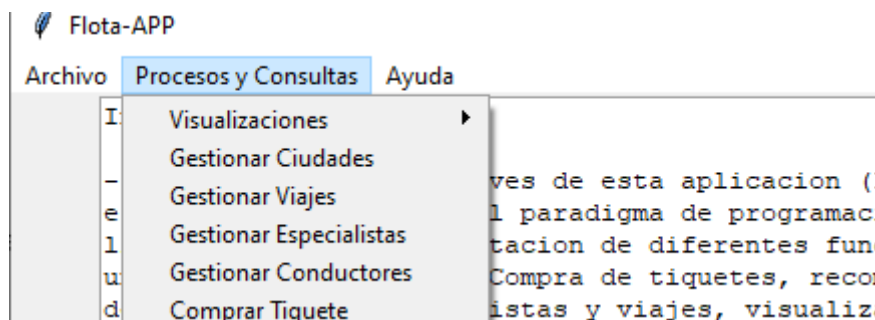 Flota-APP
Archivo Procesos y Consultas Ayuda
Visualizaciones
Gestionar Ciudades
ves de esta aplicacion (
Gestionar Viajes
l paradigma de programac
Gestionar Especialistas
tacion de diferentes fun
Gestionar Conductores
Compra de tiquetes, reco
Comprar Tiquete
istas y viajes, visualiz